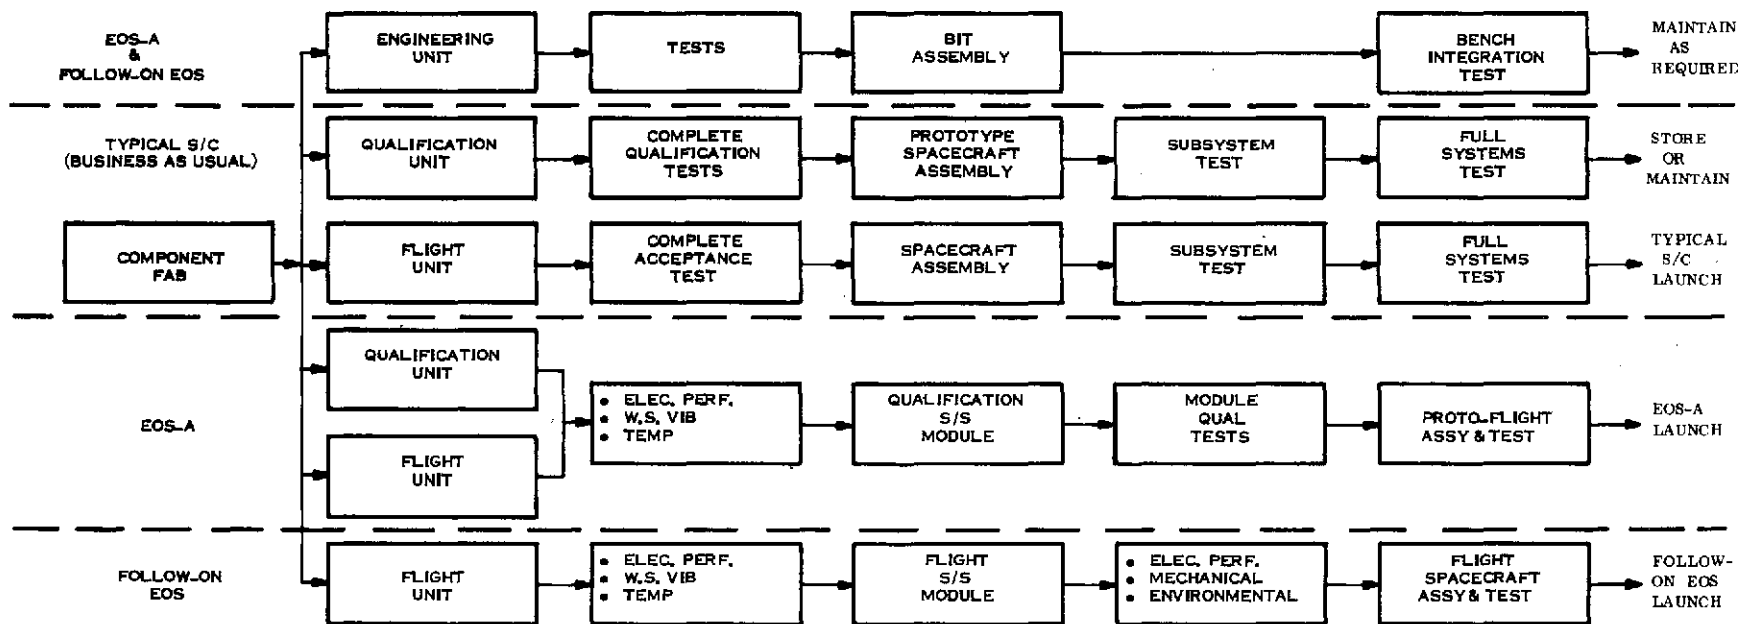 EOS-A
&
FOLLOW-ON EOS
ENGINEERING
UNIT
TESTS
BIT
ASSEMBLY
BENCH
INTEGRATION
TEST
MAINTAIN
AS
REQUIRED
TYPICAL S/C
(BUSINESS AS USUAL)
QUALIFICATION
UNIT
COMPLETE
QUALIFICATION
TESTS
PROTOTYPE
SPACECRAFT
ASSEMBLY
SUBSYSTEM
TEST
FULL
SYSTEMS
TEST
STORE
OR
MAINTAIN
COMPONENT
FAB
FLIGHT
UNIT
COMPLETE
ACCEPTANCE
TEST
SPACECRAFT
ASSEMBLY
SUBSYSTEM
TEST
FULL
SYSTEMS
TEST
TYPICAL
S/C
LAUNCH
EOS-A
QUALIFICATION
UNIT
FLIGHT
UNIT
• ELEC. PERF.
• W.S. VIB
• TEMP
QUALIFICATION
S/S
MODULE
MODULE
QUAL
TESTS
PROTO-FLIGHT
ASSY & TEST
EOS-A
LAUNCH
FOLLOW-ON
EOS
FLIGHT
UNIT
• ELEC. PERF.
• W.S. VIB
• TEMP
FLIGHT
S/S
MODULE
• ELEC. PERF.
• MECHANICAL
• ENVIRONMENTAL
FLIGHT
SPACECRAFT
ASSY & TEST
FOLLOW-
ON EOS
LAUNCH